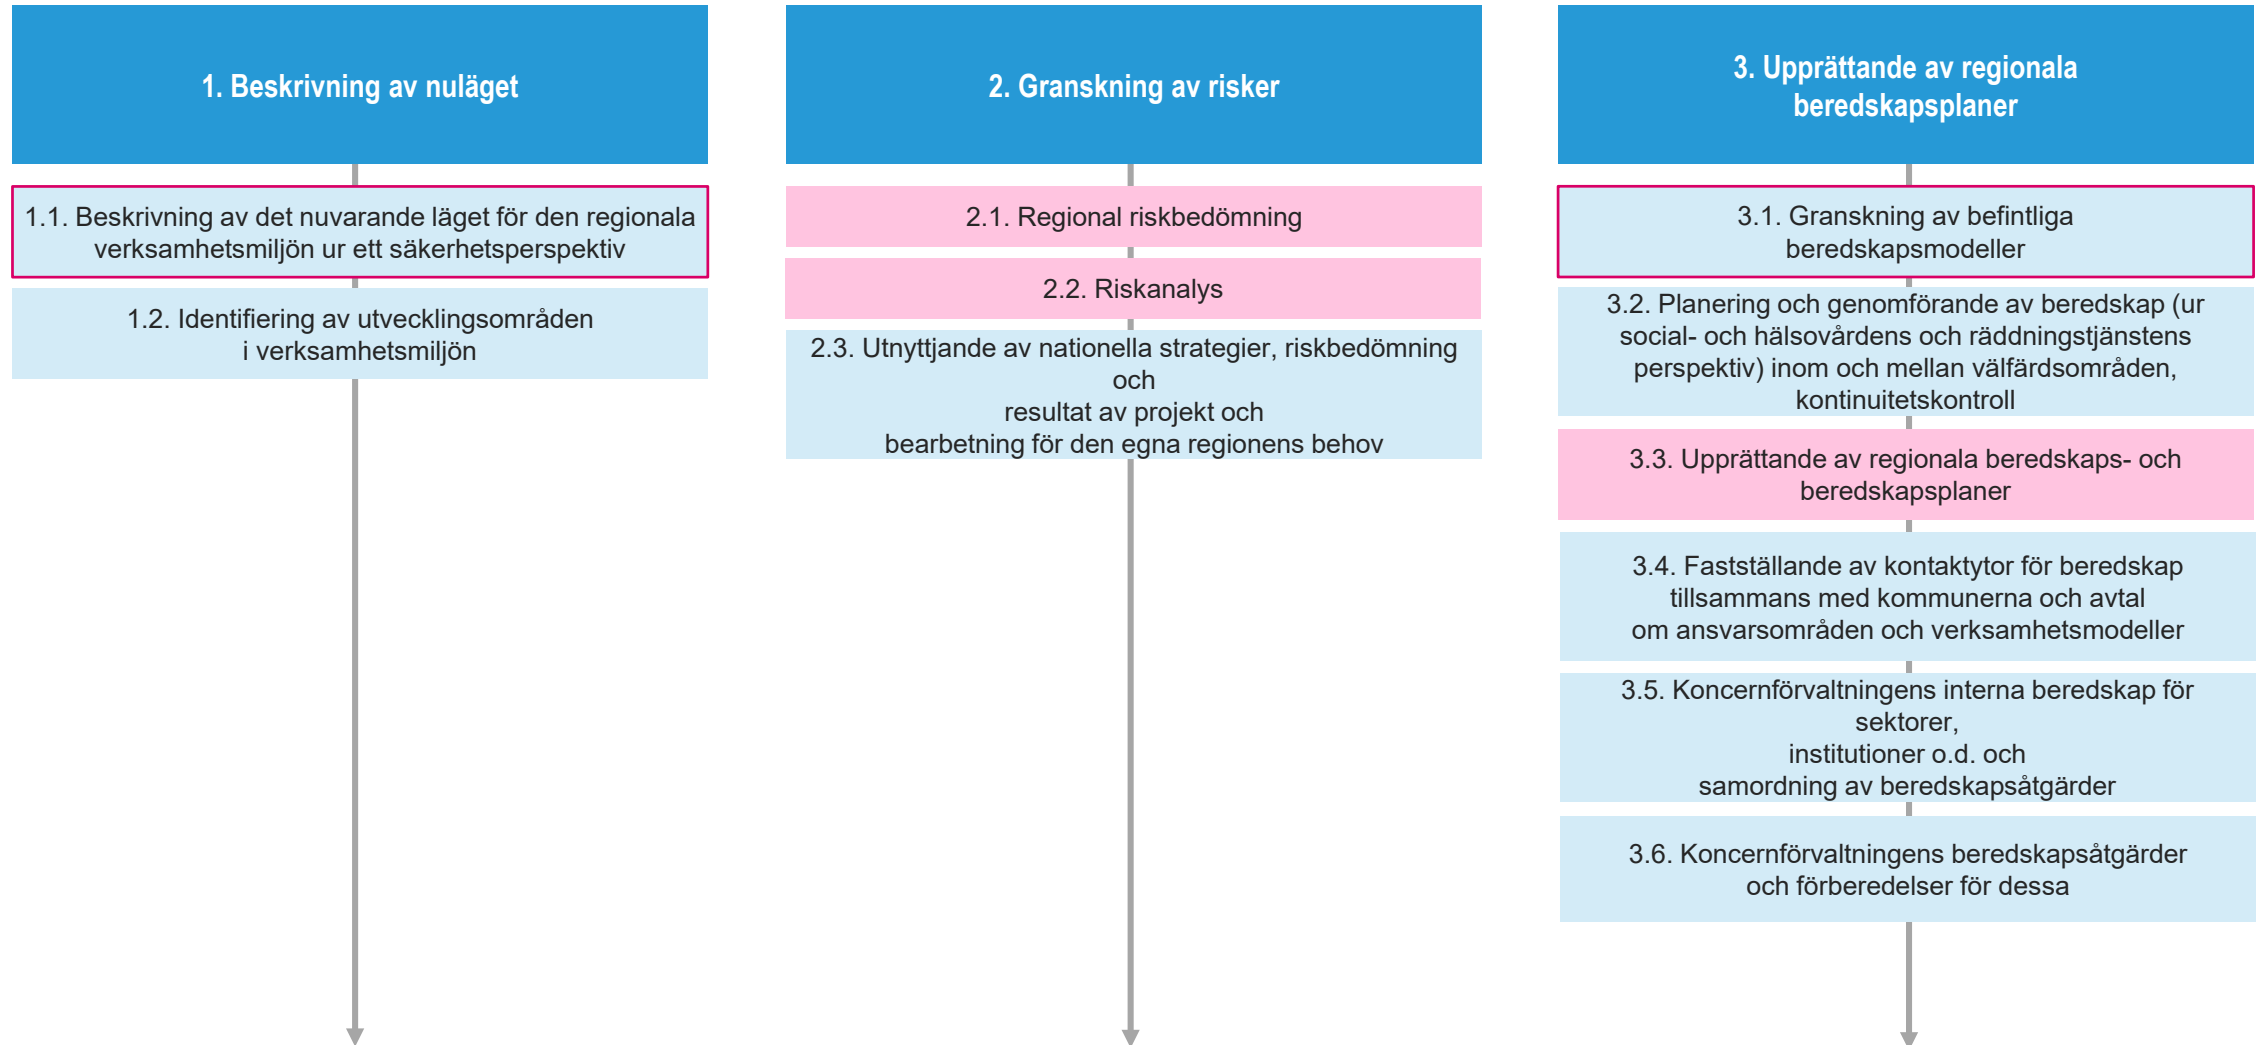 1. Beskrivning av nuläget
1.1. Beskrivning av det nuvarande läget för den regionala
verksamhetsmiljön ur ett säkerhetsperspektiv
1.2. Identifiering av utvecklingsområden
i verksamhetsmiljön
2. Granskning av risker
2.1. Regional riskbedömning
2.2. Riskanalys
2.3. Utnyttjande av nationella strategier, riskbedömning
och
resultat av projekt och
bearbetning för den egna regionens behov
3. Upprättande av regionala
beredskapsplaner
3.1. Granskning av befintliga
beredskapsmodeller
3.2. Planering och genomförande av beredskap (ur
social- och hälsovårdens och räddningstjänstens
perspektiv) inom och mellan välfärdsområden,
kontinuitetskontroll
3.3. Upprättande av regionala beredskaps- och
beredskapsplaner
3.4. Fastställande av kontaktytor för beredskap
tillsammans med kommunerna och avtal
om ansvarsområden och verksamhetsmodeller
3.5. Koncernförvaltningens interna beredskap för
sektorer,
institutioner o.d. och
samordning av beredskapsåtgärder
3.6. Koncernförvaltningens beredskapsåtgärder
och förberedelser för dessa